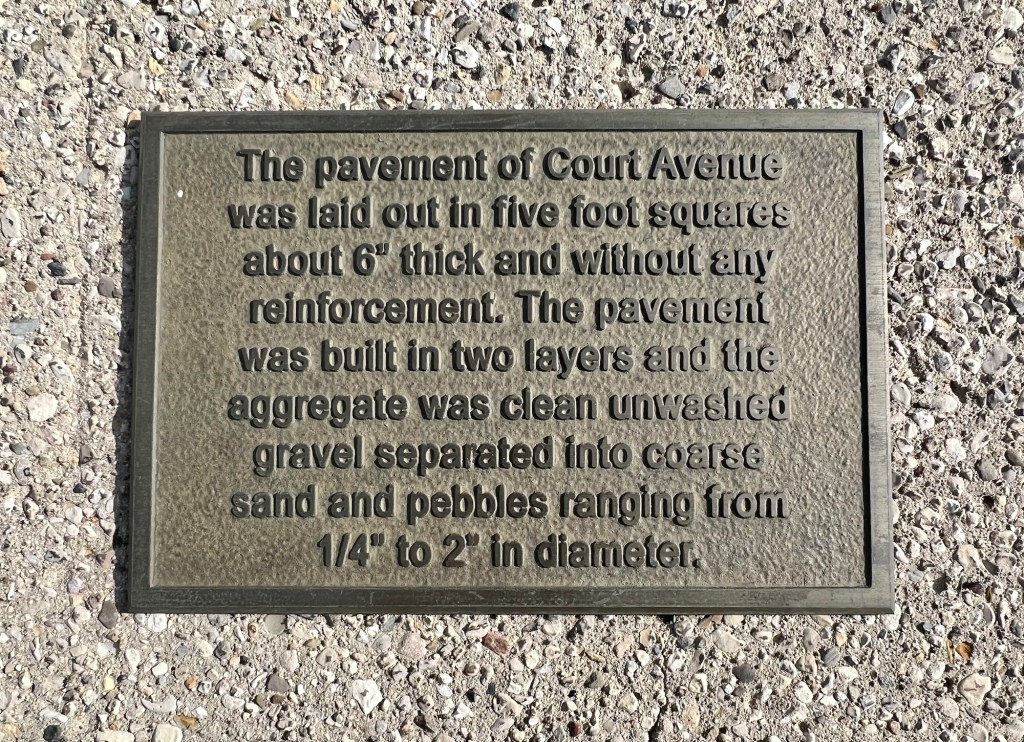 The pavement of Court Avenue
was laid out in five foot squares
about 6" thick and without any
reinforcement. The pavement
was built in two layers and the
aggregate was clean unwashed
gravel separated into coarse
sand and pebbles ranging from
1/4" to 2" in diameter.